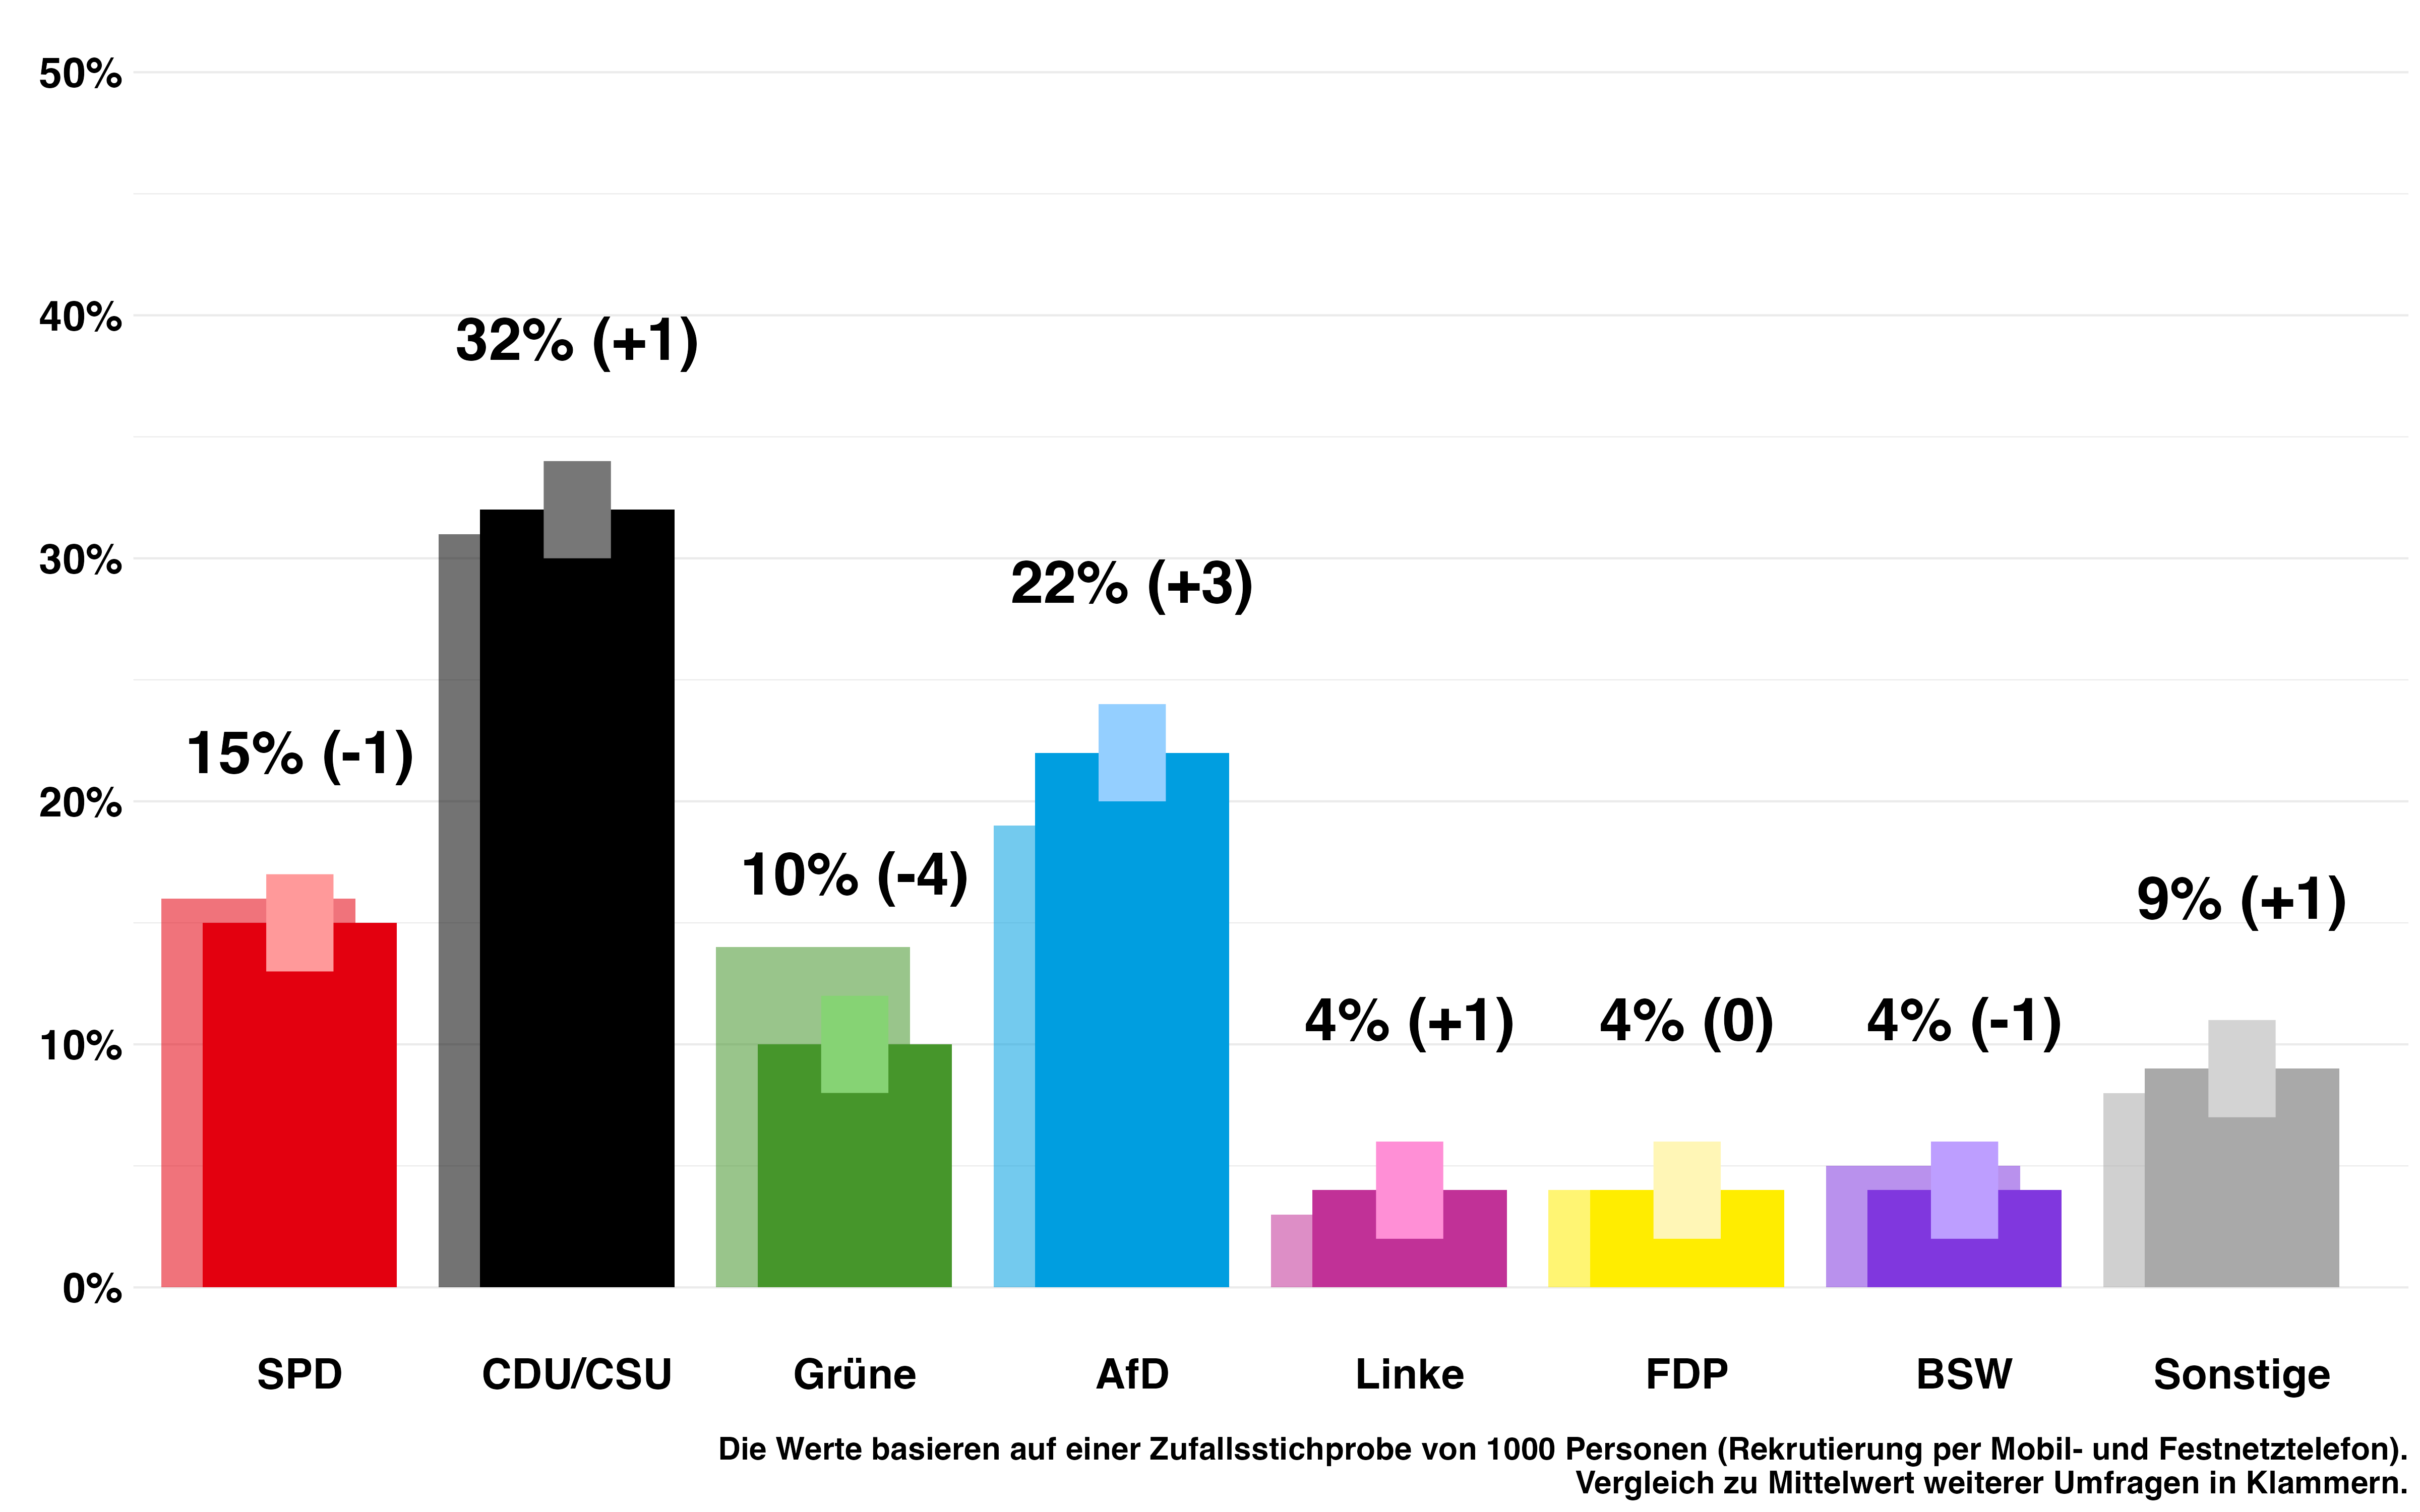 50%
40%
30%
20%
10%
0%
15% (-1)
32% (+1)
10% (-4)
22% (+3)
4% (+1)
4% (0)
4% (-1)
9% (+1)
SPD
CDU/CSU
Grüne
AfD
Linke
FDP
BSW
Sonstige
Die Werte basieren auf einer Zufallsstichprobe von 1000 Personen (Rekrutierung per Mobil- und Festnetztelefon).
Vergleich zu Mittelwert weiterer Umfragen in Klammern.